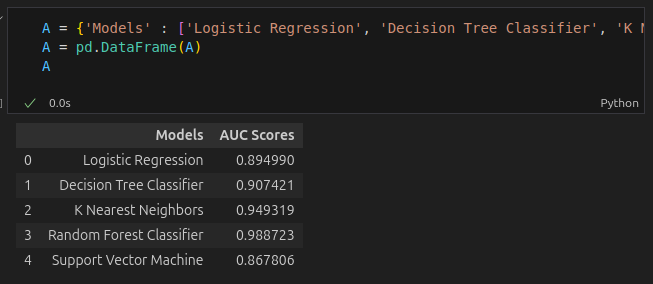 A = {'Models' : ['Logistic Regression', 'Decision Tree Classifier', 'K
A = pd.DataFrame(A)
A
0.0s
Python
Models AUC Scores
0 Logistic Regression 0.894990
1 Decision Tree Classifier 0.907421
2 K Nearest Neighbors 0.949319
3 Random Forest Classifier 0.988723
4 Support Vector Machine 0.867806